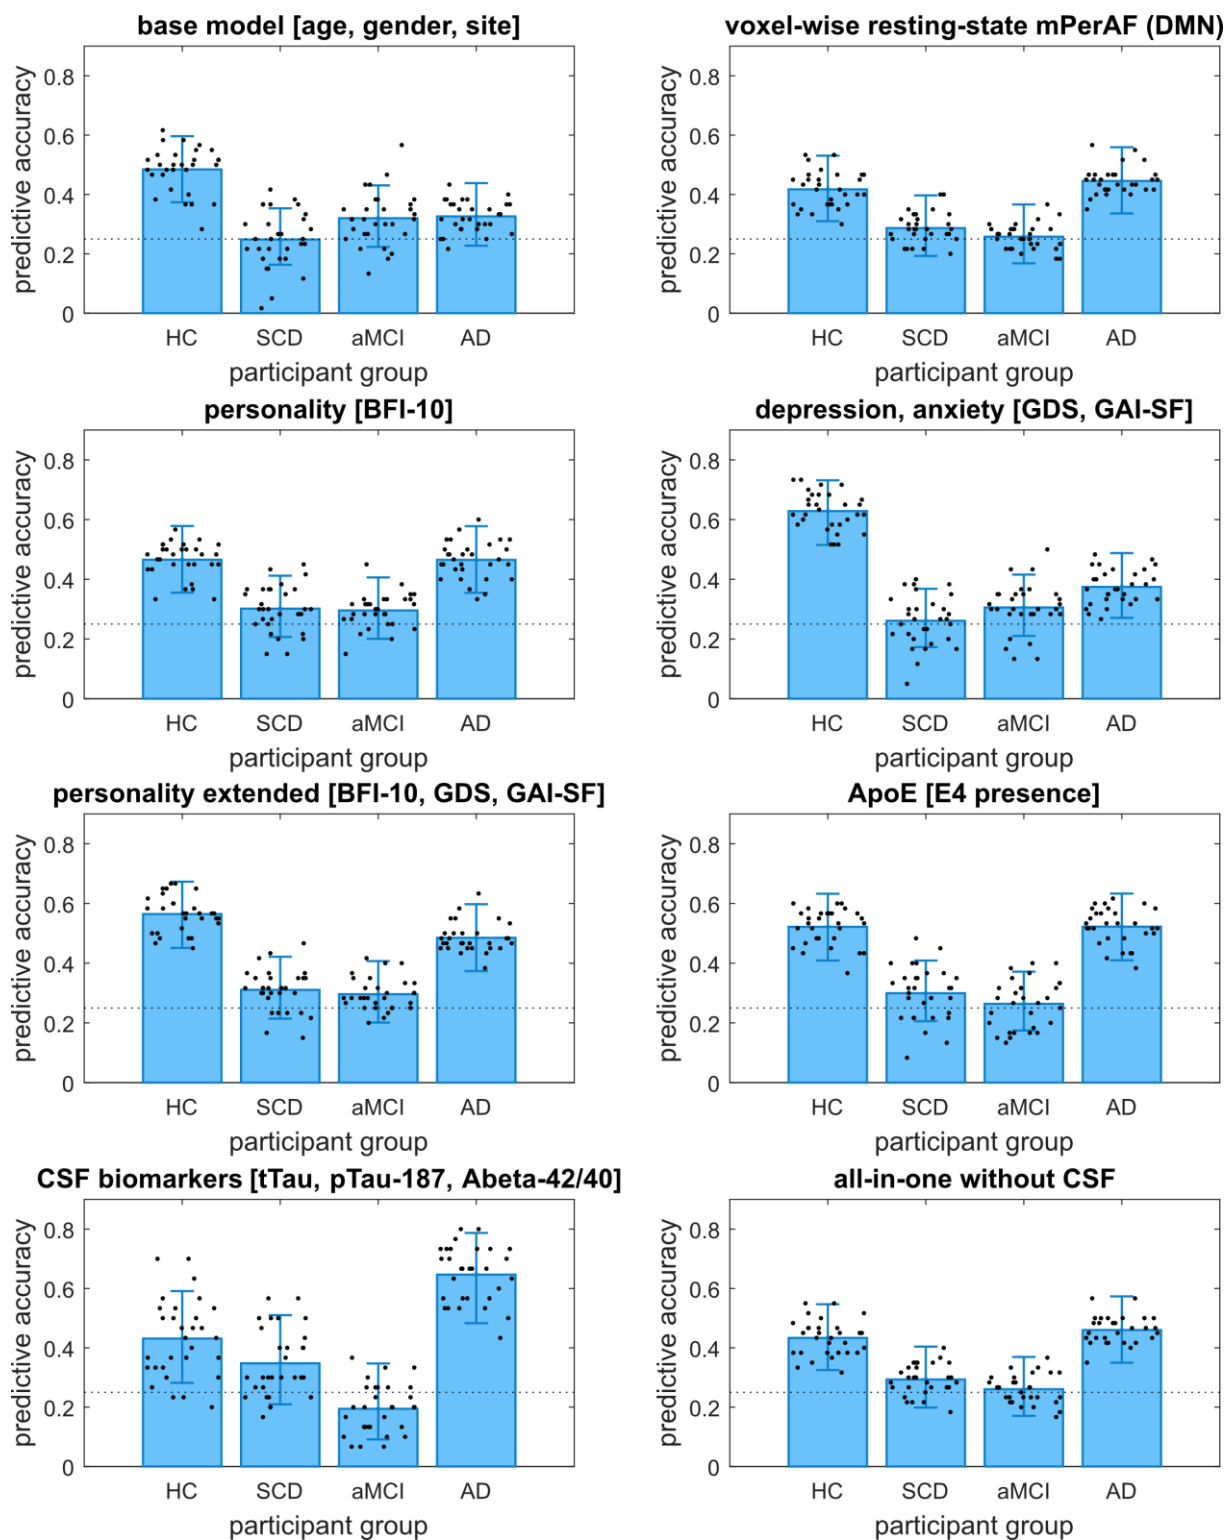 base model [age, gender, site]
predictive accuracy
0.8
0.6
0.4
0.2
0
HC SCD aMCI AD
participant group
voxel-wise resting-state mPerAF (DMN)
predictive accuracy
0.8
0.6
0.4
0.2
0
HC SCD aMCI AD
participant group
personality [BFI-10]
predictive accuracy
0.8
0.6
0.4
0.2
0
HC SCD aMCI AD
participant group
depression, anxiety [GDS, GAI-SF]
predictive accuracy
0.8
0.6
0.4
0.2
0
HC SCD aMCI AD
participant group
personality extended [BFI-10, GDS, GAI-SF]
predictive accuracy
0.8
0.6
0.4
0.2
0
HC SCD aMCI AD
participant group
ApoE [E4 presence]
predictive accuracy
0.8
0.6
0.4
0.2
0
HC SCD aMCI AD
participant group
CSF biomarkers [tTau, pTau-187, Abeta-42/40]
predictive accuracy
0.8
0.6
0.4
0.2
0
HC SCD aMCI AD
participant group
all-in-one without CSF
predictive accuracy
0.8
0.6
0.4
0.2
0
HC SCD aMCI AD
participant group